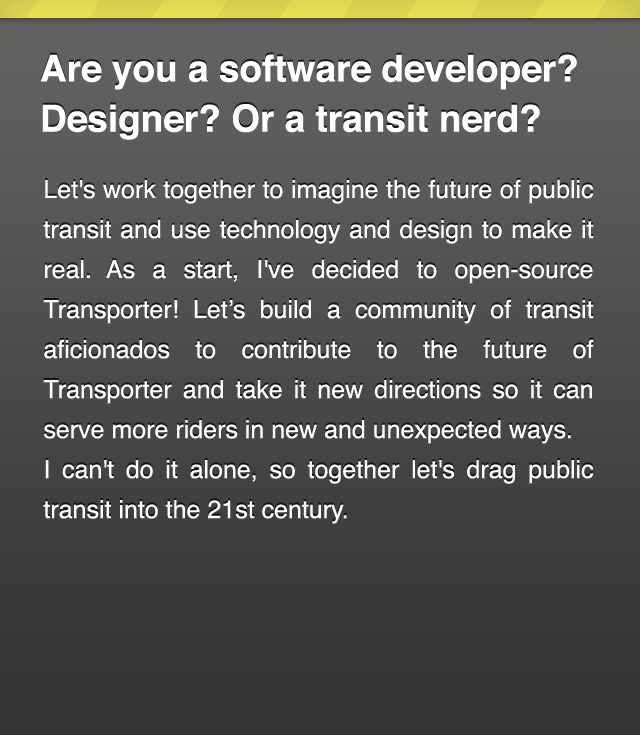 Are you a software developer?
Designer? Or a transit nerd?
Let's work together to imagine the future of public
transit and use technology and design to make it
real. As a start, I've decided to open-source
Transporter! Let’s build a community of transit
aficionados to contribute to the future of
Transporter and take it new directions so it can
serve more riders in new and unexpected ways.
I can't do it alone, so together let's drag public
transit into the 21st century.